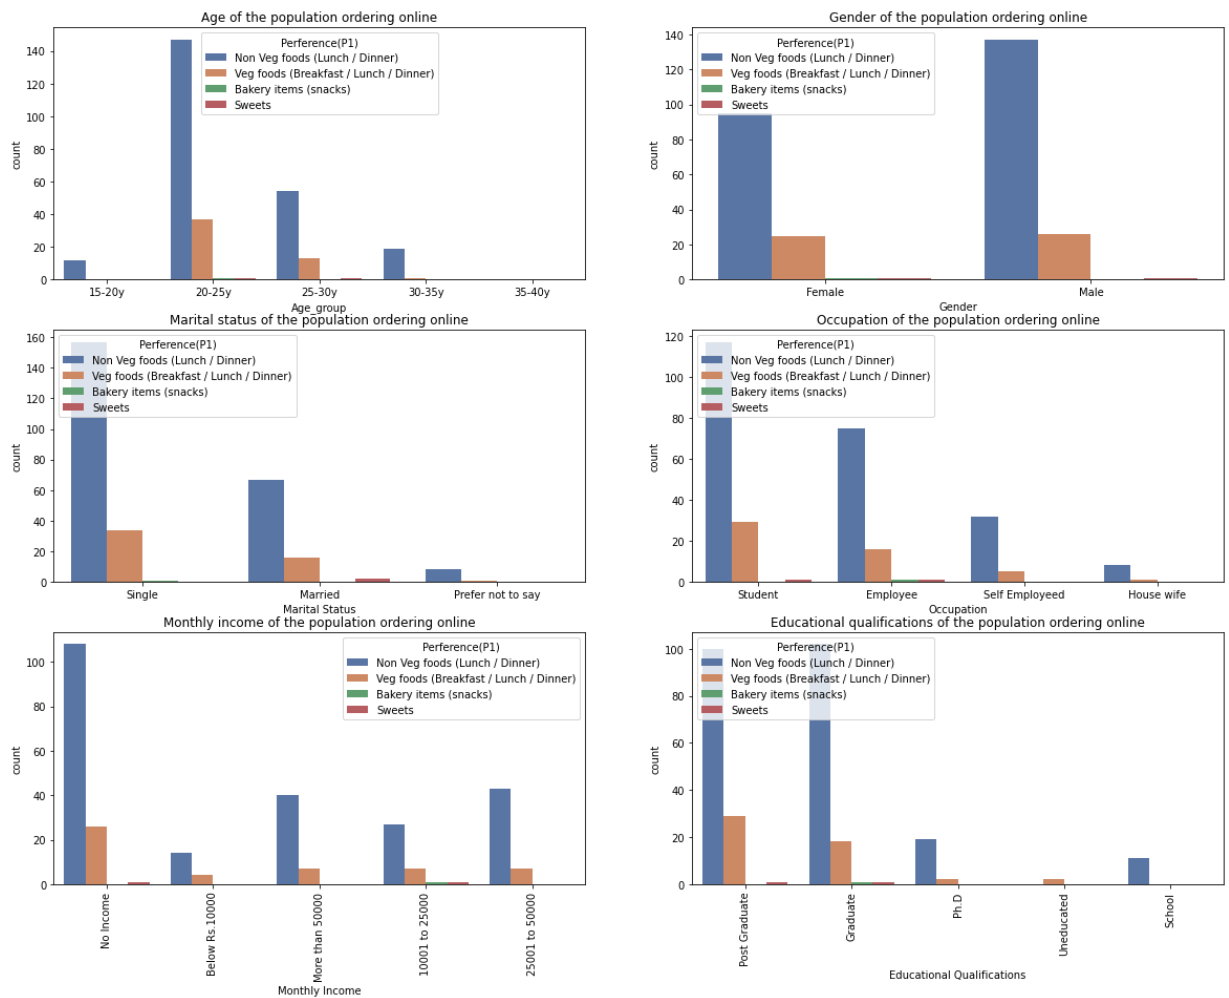 Age of the population ordering online
count
140
120
100
80
60
40
20
0
Perference(P1)
Non Veg foods (Lunch / Dinner)
Veg foods (Breakfast / Lunch / Dinner)
Bakery items (snacks)
Sweets
15-20y 20-25y 25-30y 30-35y 35-40y
Age_group
Gender of the population ordering online
count
140
120
100
80
60
40
20
0
Perference(P1)
Non Veg foods (Lunch / Dinner)
Veg foods (Breakfast / Lunch / Dinner)
Bakery items (snacks)
Sweets
Female Male
Gender
Marital status of the population ordering online
count
160
140
120
100
80
60
40
20
0
Perference(P1)
Non Veg foods (Lunch / Dinner)
Veg foods (Breakfast / Lunch / Dinner)
Bakery items (snacks)
Sweets
Single Married Prefer not to say
Marital Status
Occupation of the population ordering online
count
120
100
80
60
40
20
0
Perference(P1)
Non Veg foods (Lunch / Dinner)
Veg foods (Breakfast / Lunch / Dinner)
Bakery items (snacks)
Sweets
Student Employee Self Employeed House wife
Occupation
Monthly income of the population ordering online
count
100
80
60
40
20
0
Perference(P1)
Non Veg foods (Lunch / Dinner)
Veg foods (Breakfast / Lunch / Dinner)
Bakery items (snacks)
Sweets
No Income
Below Rs.10000
More than 50000
10001 to 25000
25001 to 50000
Monthly Income
Educational qualifications of the population ordering online
count
100
80
60
40
20
0
Perference(P1)
Non Veg foods (Lunch / Dinner)
Veg foods (Breakfast / Lunch / Dinner)
Bakery items (snacks)
Sweets
Post Graduate
Graduate
Ph.D
Uneducated
School
Educational Qualifications